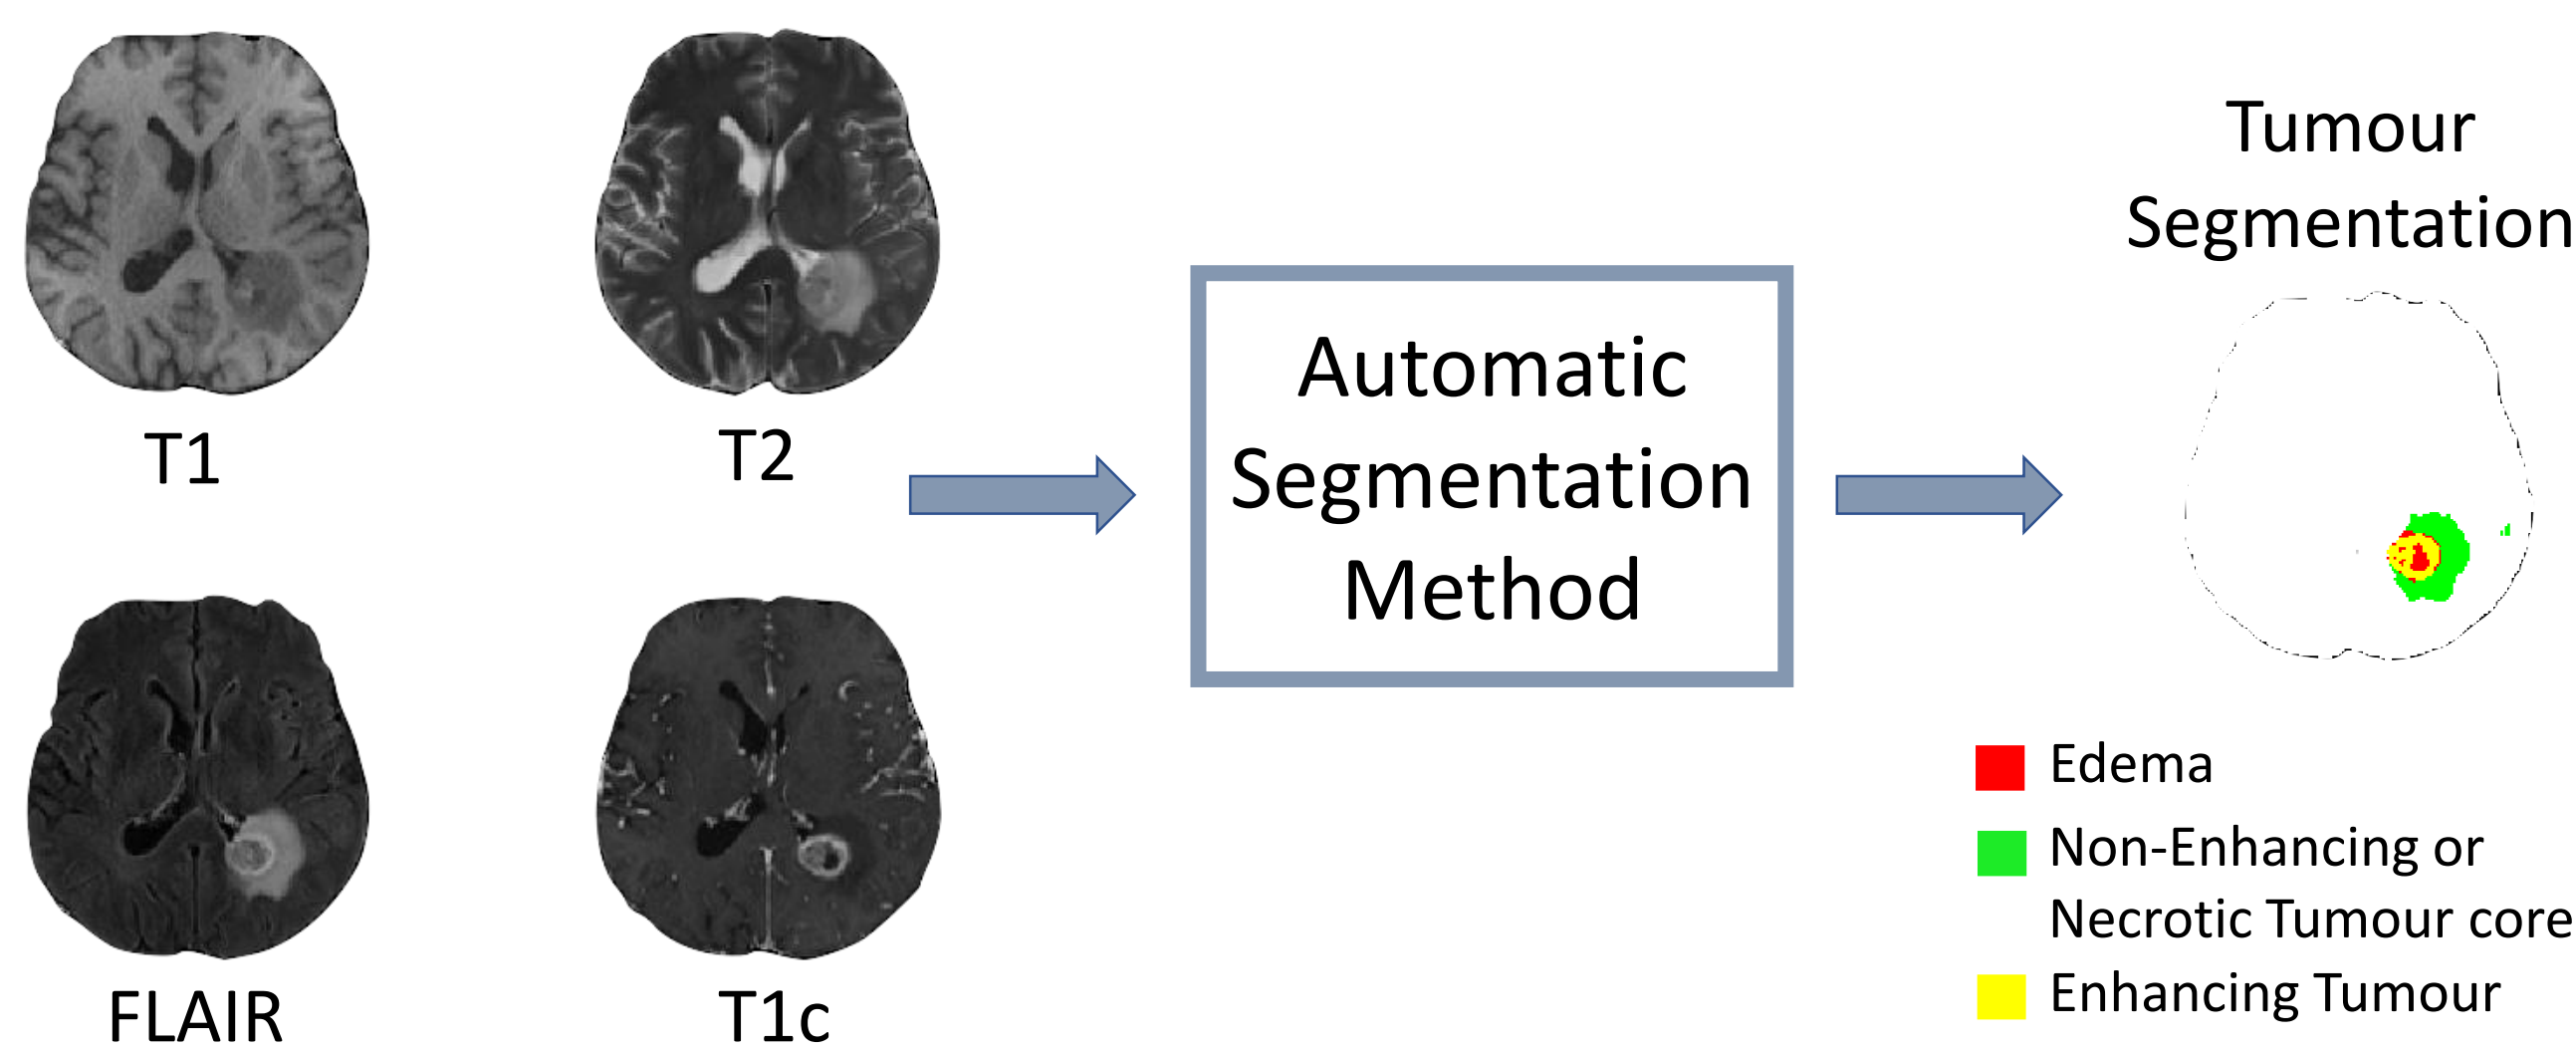 T1
T2
FLAIR
T1c
Automatic
Segmentation
Method
Tumour
Segmentation
Edema
Non-Enhancing or
Necrotic Tumour core
Enhancing Tumour